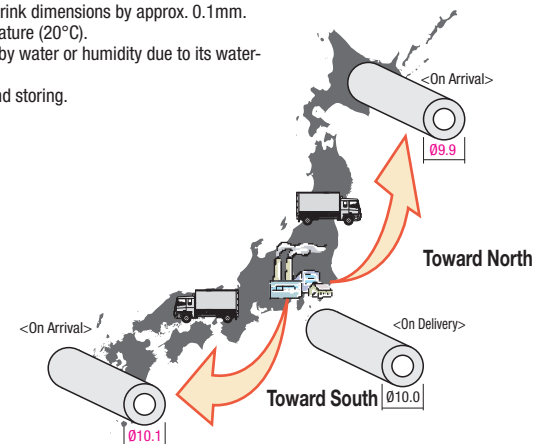 rink dimensions by approx. 0.1mm.
ature (20°C).
by water or humidity due to its water-
nd storing.
<On Arrival>
Ø9.9
Toward North
<On Arrival>
<On Delivery>
Toward South
Ø10.0
Ø10.1